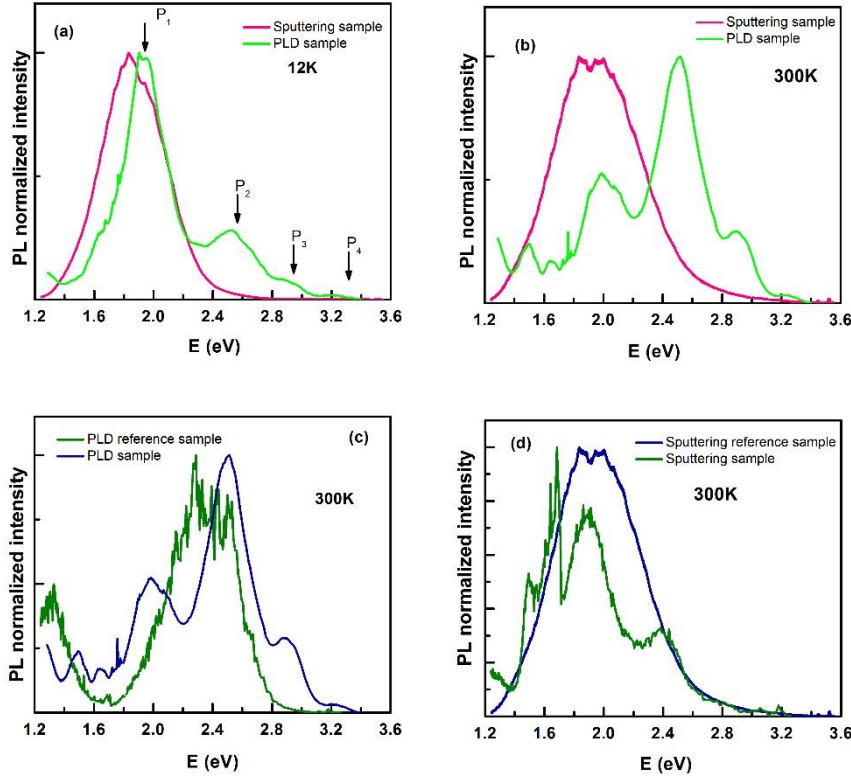 (a)
P1
Sputtering sample
PLD sample
12K
P2
P3
P4
PL normalized intensity
1.2 1.6 2.0 2.4 2.8 3.2 3.6
E (eV)
(b)
Sputtering sample
PLD sample
300K
PL normalized intensity
1.2 1.6 2.0 2.4 2.8 3.2 3.6
E (eV)
(c)
PLD reference sample
PLD sample
300K
PL normalized intensity
1.2 1.6 2.0 2.4 2.8 3.2 3.6
E (eV)
(d)
Sputtering reference sample
Sputtering sample
300K
PL normalized intensity
1.2 1.6 2.0 2.4 2.8 3.2 3.6
E (eV)